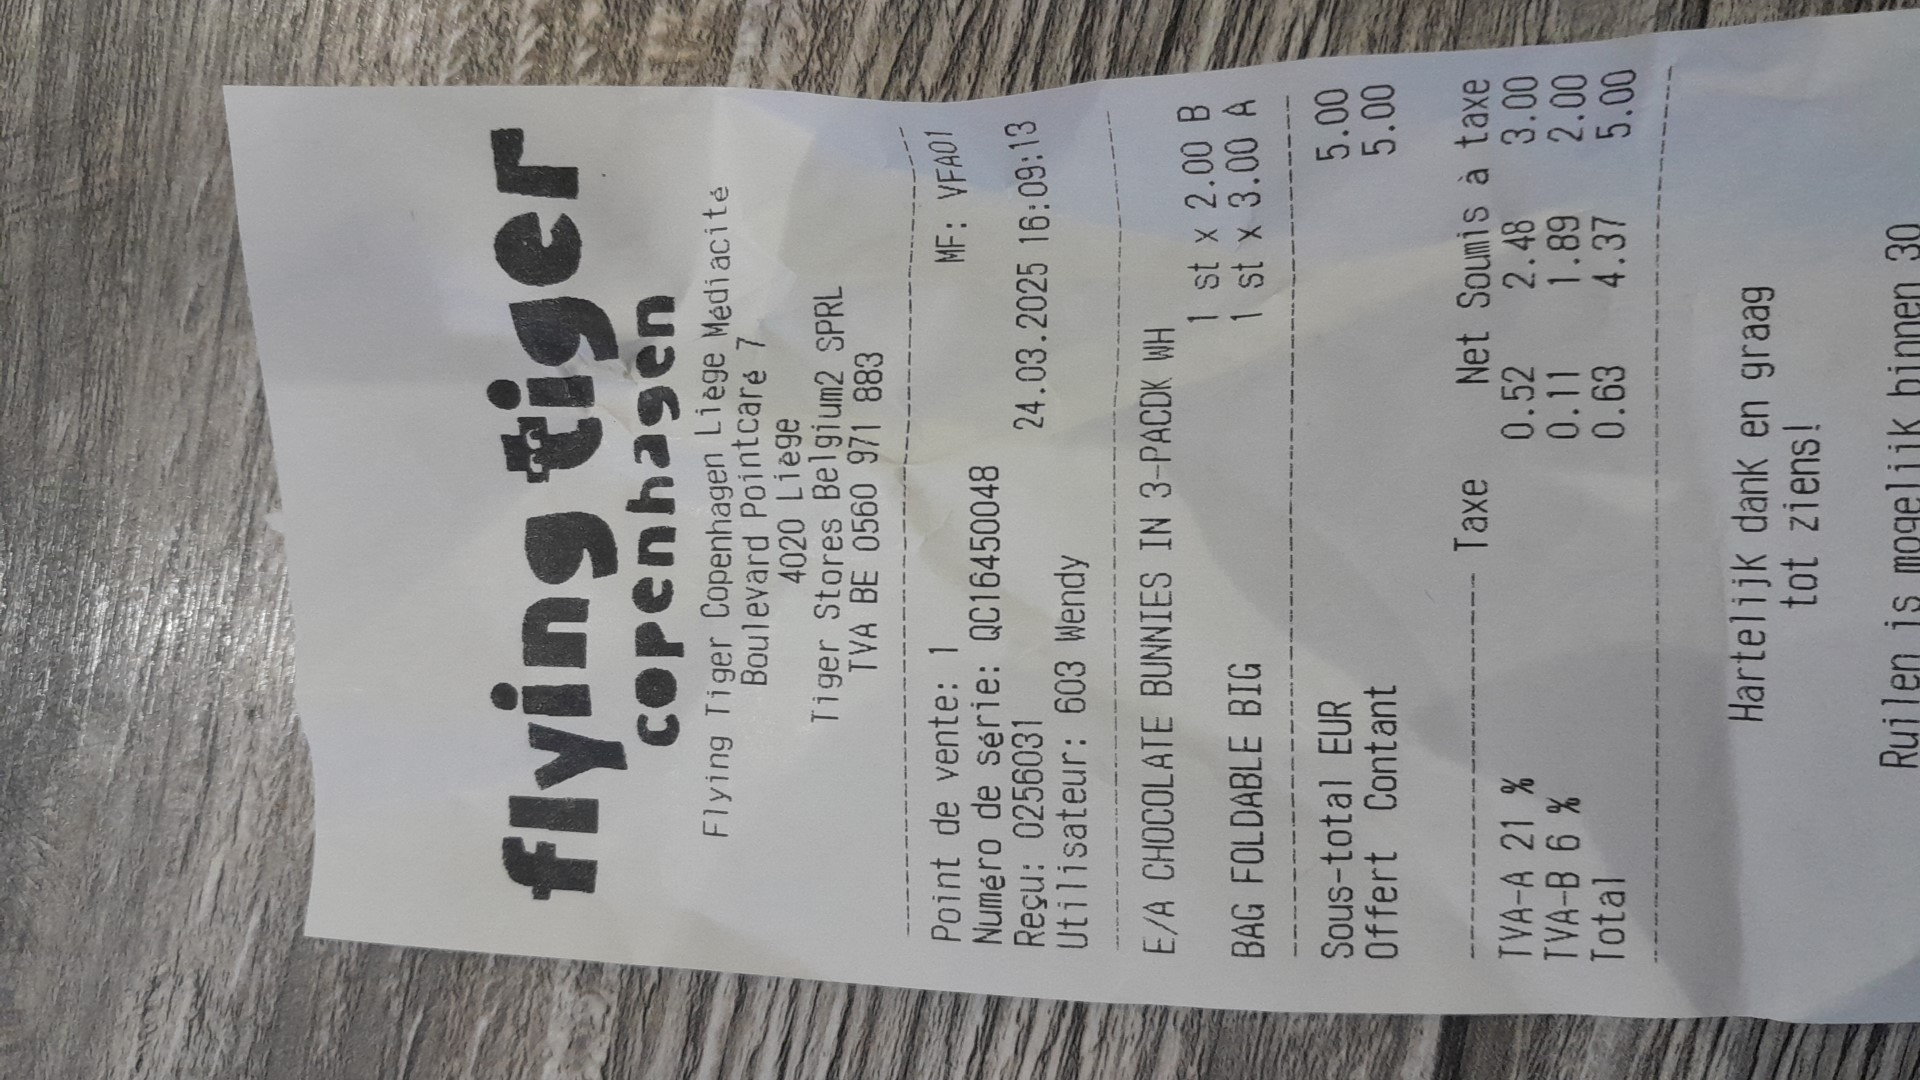 flying tiger
copenhagen
Flying Tiger Copenhagen Liège Médiacité
Boulevard Pointcaré 7
4020 Liège
Tiger Stores Belgium2 SPRL
TVA BE 0560 971 883
Point de vente: 1 MF: VFA01
Numéro de série: QC16450048
Reçu: 0256031 24.03.2025 16:09:13
Utilisateur: 603 Wendy
E/A CHOCOLATE BUNNIES IN 3-PACDK WH
1 st x 2.00 B
BAG FOLDABLE BIG 1 st x 3.00 A
Sous-total EUR 5.00
Offert Contant 5.00
Taxe Net Soumis à taxe
TVA-A 21 % 0.52 2.48 3.00
TVA-B 6 % 0.11 1.89 2.00
Total 0.63 4.37 5.00
Hartelijk dank en graag
tot ziens!
Ruilen is mogelijk binnen 30